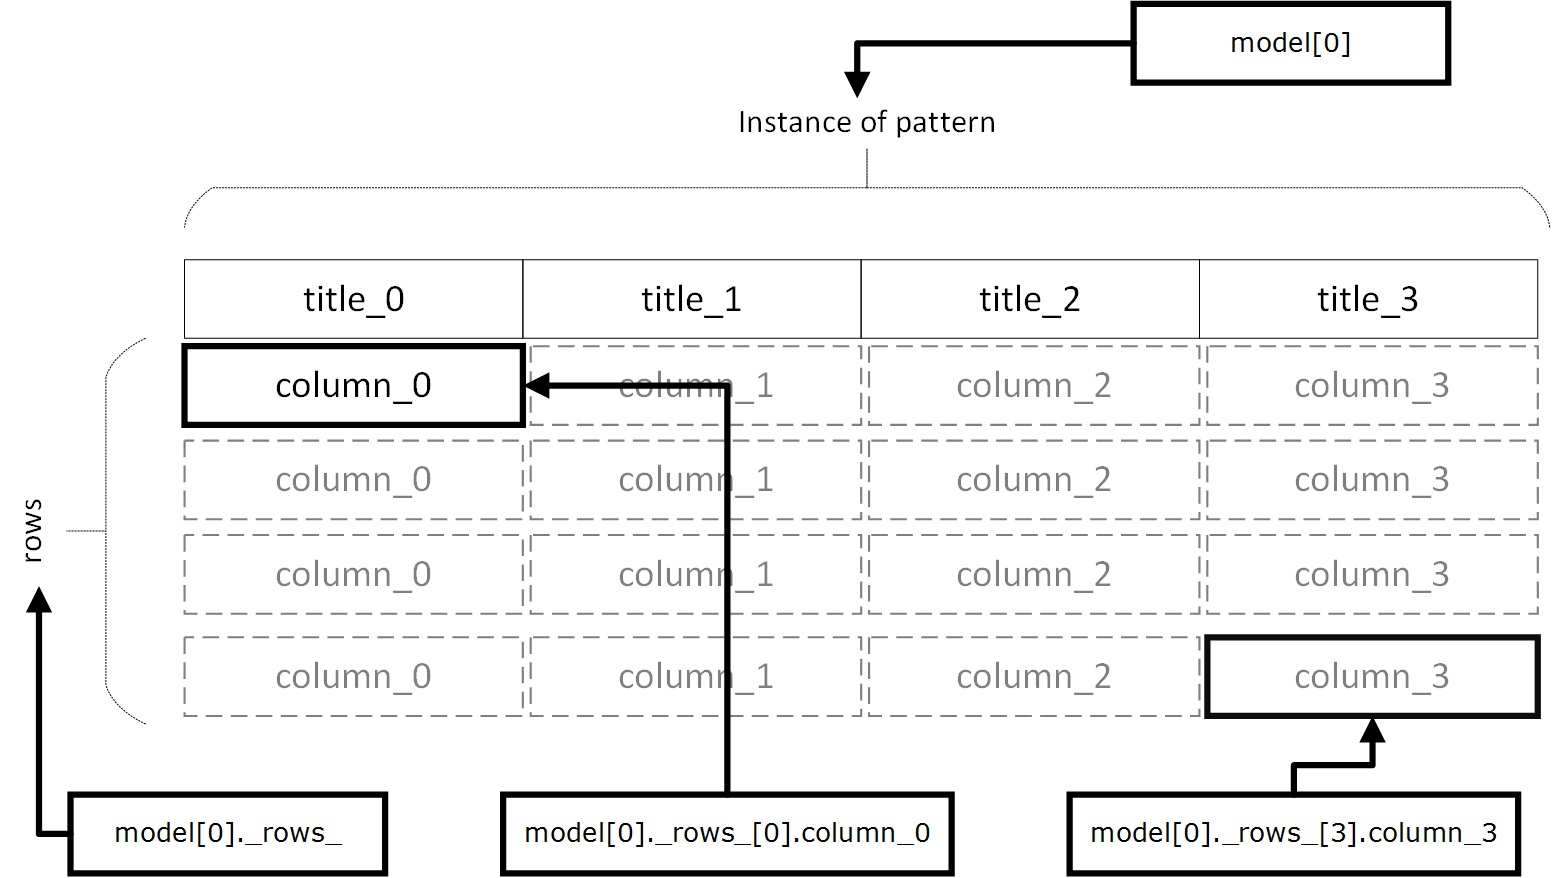 model[0]
Instance of pattern
title_0 title_1 title_2 title_3
column_0 column_1 column_2 column_3
column_0 column_1 column_2 column_3
rows
column_0 column_1 column_2 column_3
column_0 column_1 column_2 column_3
model[0]._rows_ model[0]._rows_[0].column_0 model[0]._rows_[3].column_3